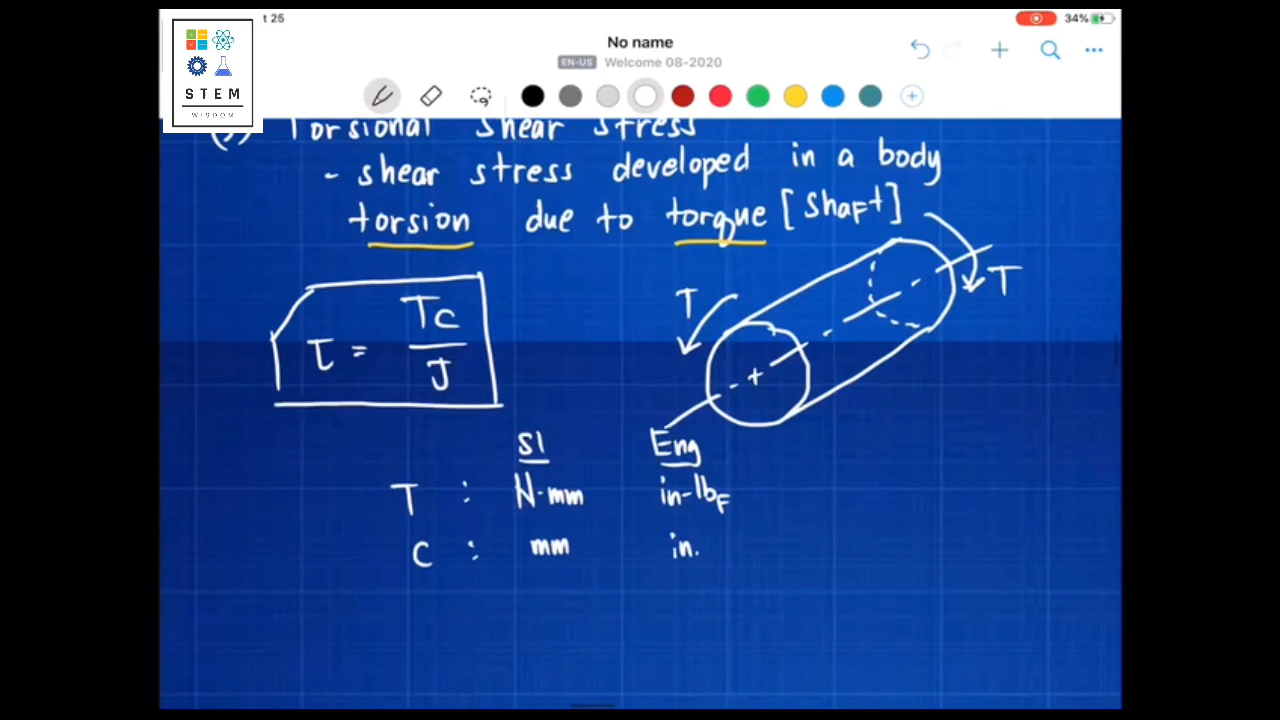 t 25
34%
STEM
WISDOM
No name
EN-US Welcome 08-2020
Torsional shear stress
- shear stress developed in a body
torsion due to torque [shaft]
T
T
τ = Tc/J
SI Eng
T : N·mm in-lbF
C : mm in.